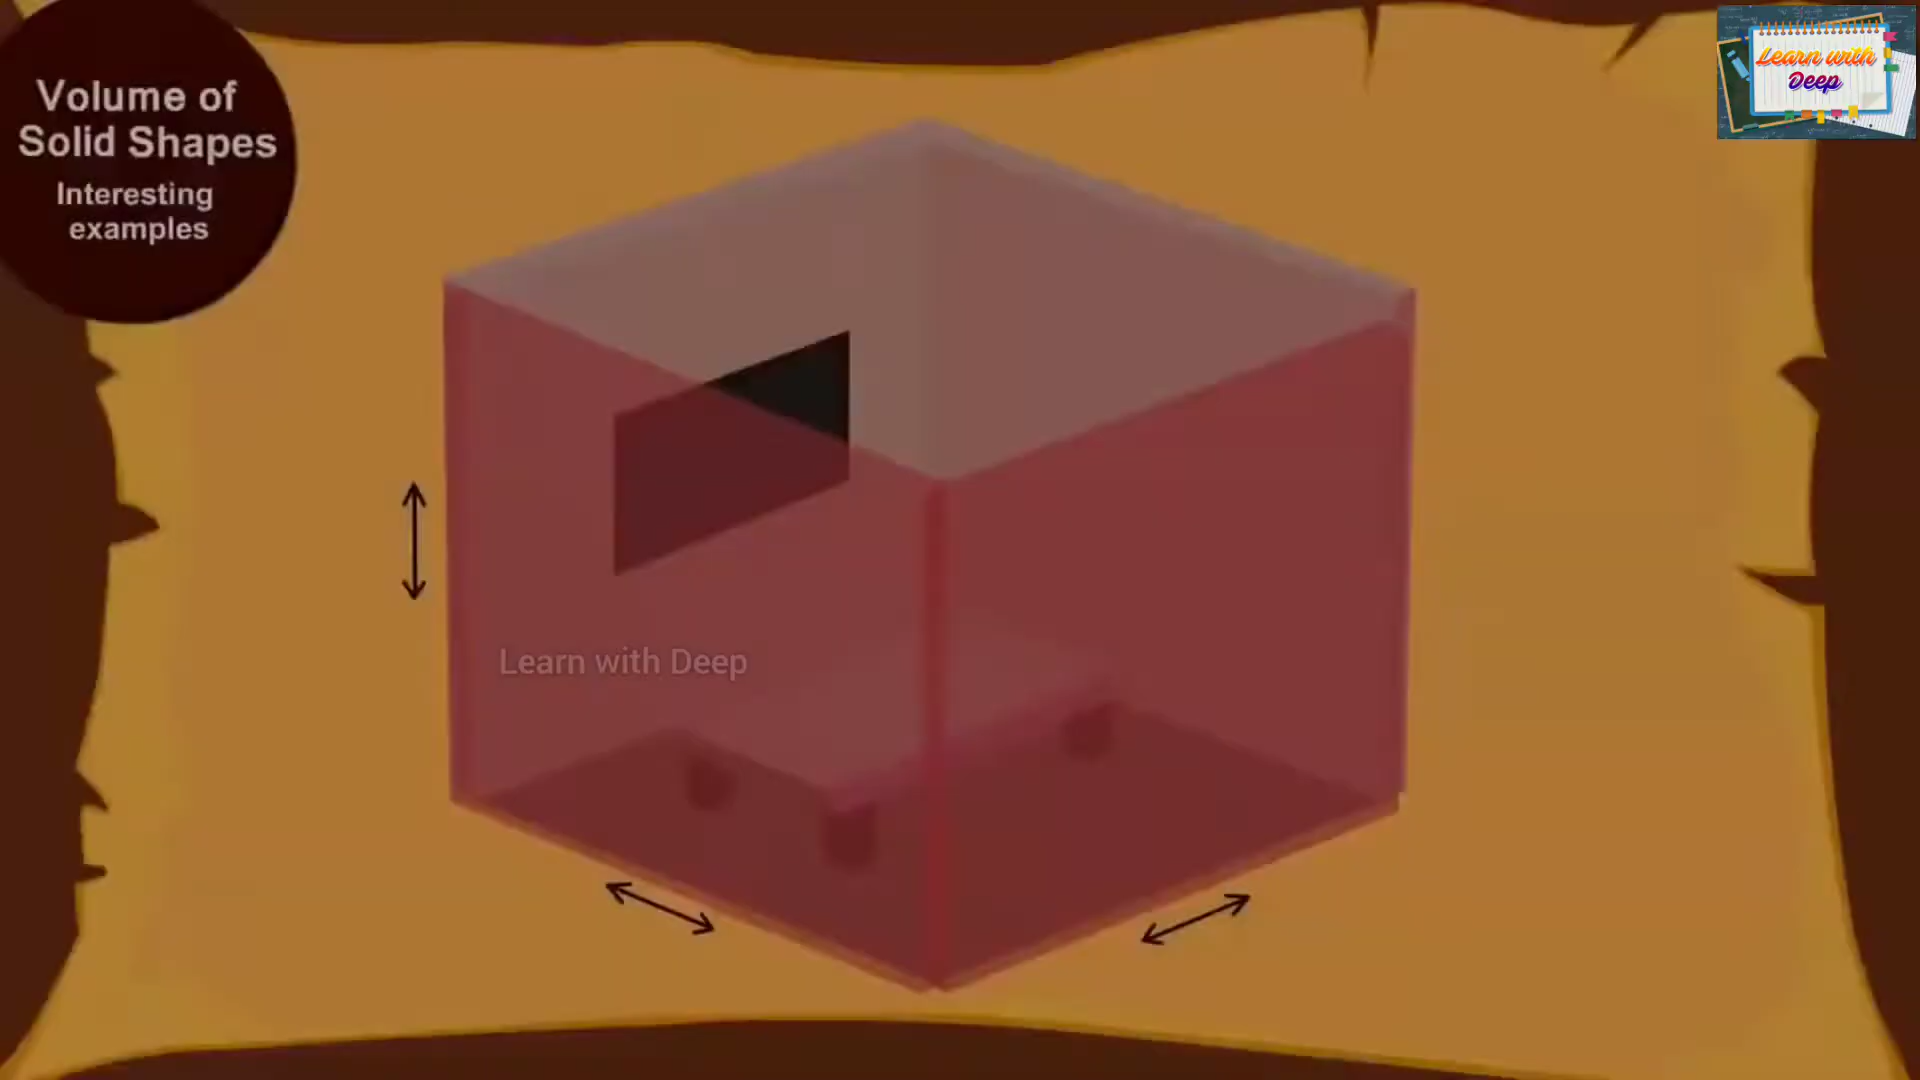 Volume of
Solid Shapes
Interesting
examples
Learn with
Deep
Learn with Deep